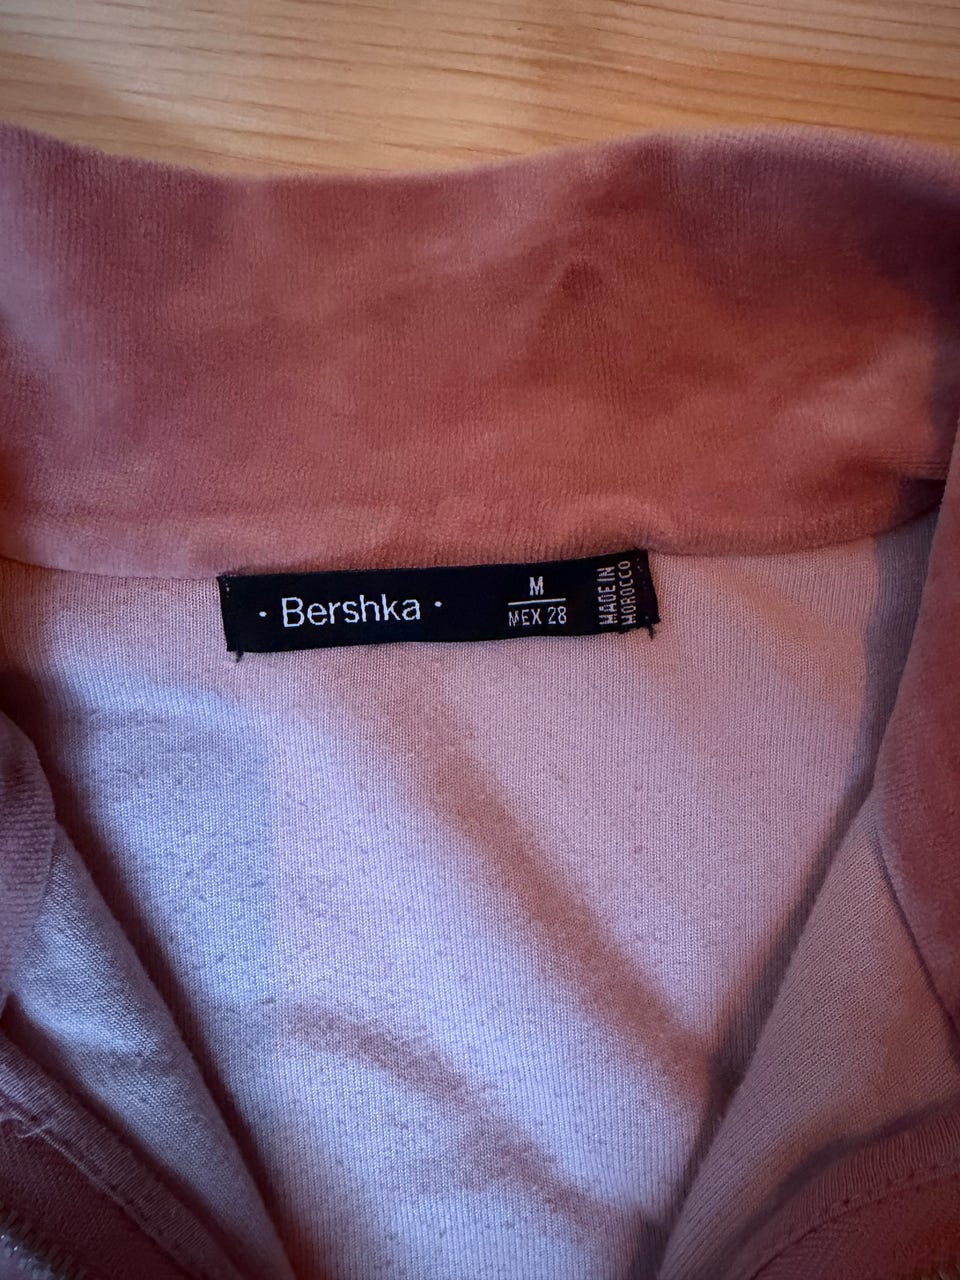 · Bershka ·
M
MEX 28
MADE IN
MOROCCO